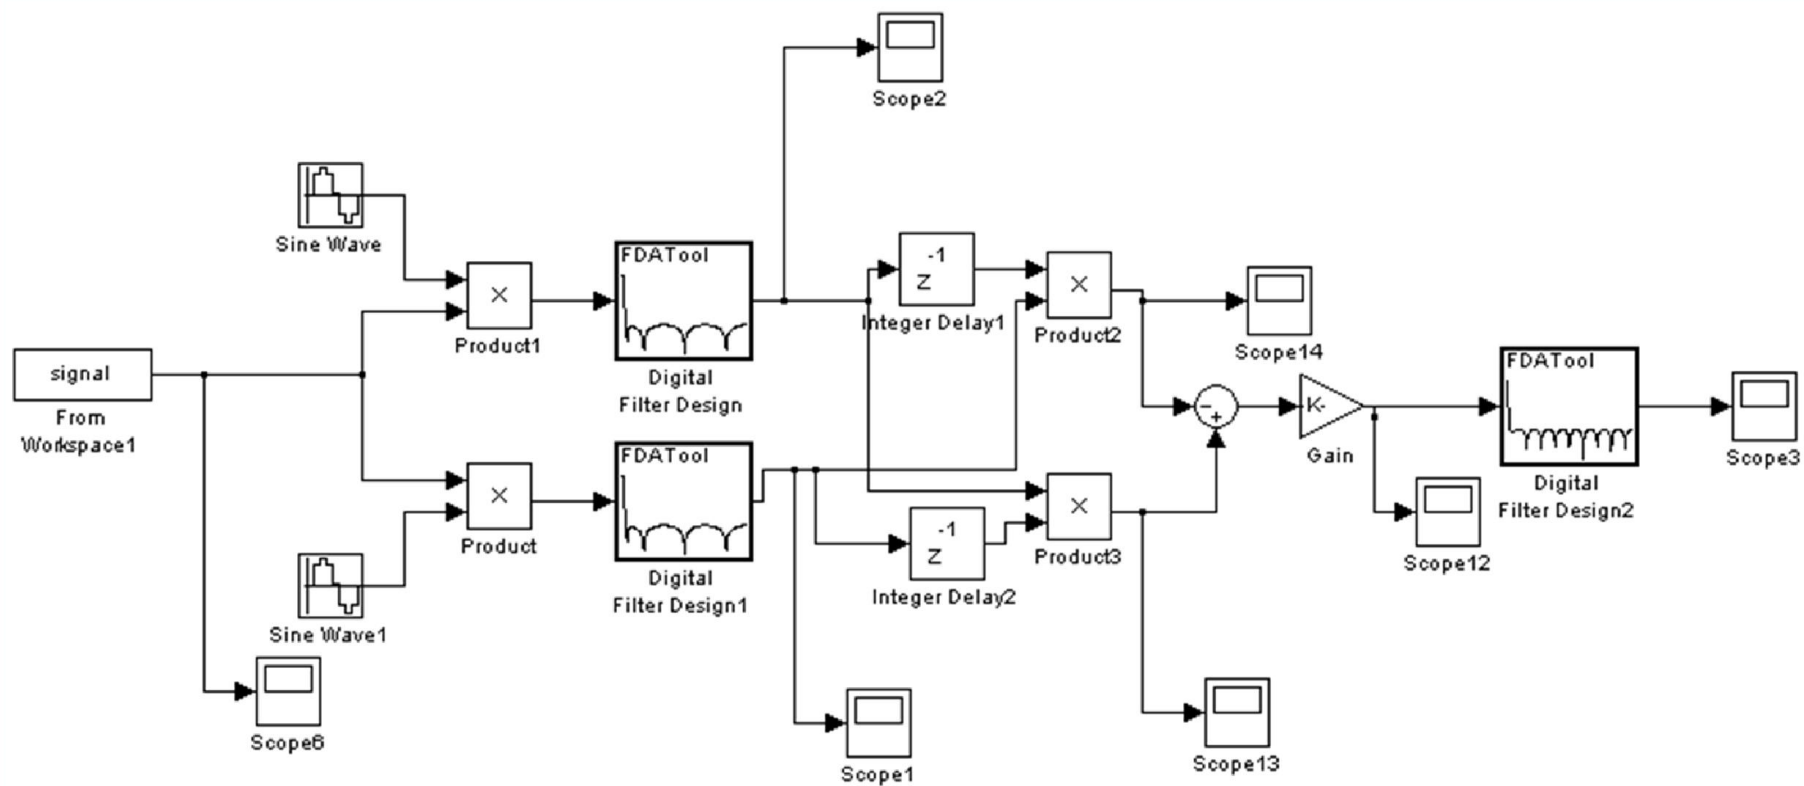 Scope2
Sine Wave
×
Product1
FDATool
Digital
Filter Design
-1
Z
Integer Delay1
×
Product2
Scope14
signal
From
Workspace1
-
+
K-
Gain
FDATool
Digital
Filter Design2
Scope3
×
Product
FDATool
Digital
Filter Design1
-1
Z
Integer Delay2
×
Product3
Scope12
Sine Wave1
Scope6
Scope1
Scope13